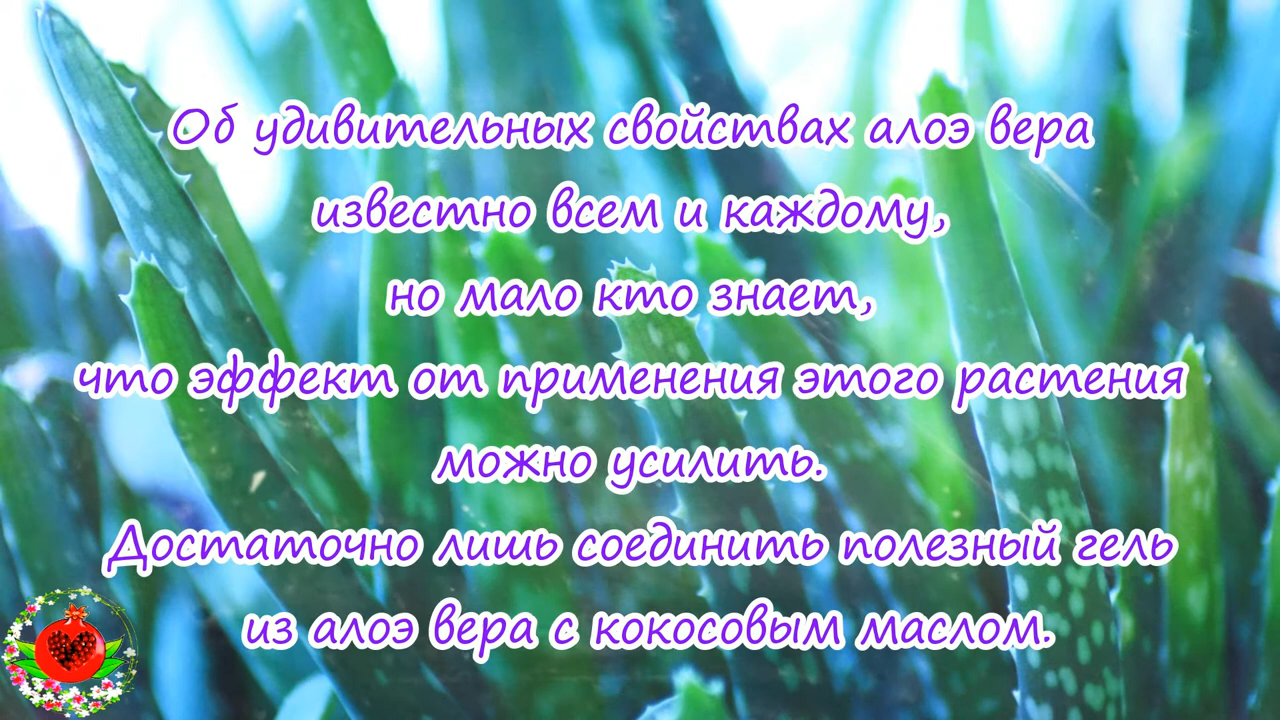 Об удивительных свойствах алоэ вера
известно всем и каждому,
но мало кто знает,
что эффект от применения этого растения
можно усилить.
Достаточно лишь соединить полезный гель
из алоэ вера с кокосовым маслом.